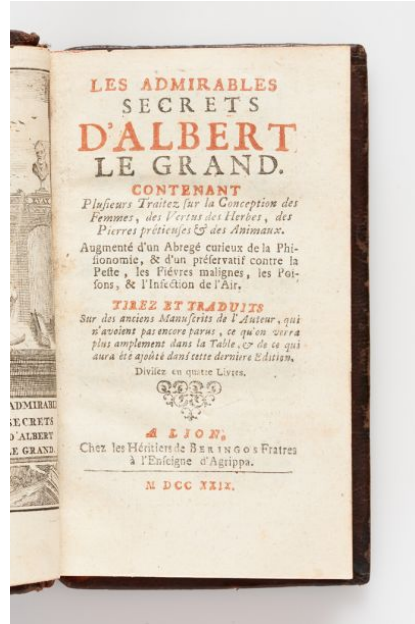 ADMIRABL
SECRETS
D'ALBERT
LE GRAND
LES ADMIRABLES
SECRETS
D'ALBERT
LE GRAND.
CONTENANT
Plusieurs Traitez sur la Conception des
Femmes, des Vertus des Herbes, des
Pierres prétieuses & des Animaux.
Augmenté d'un Abregé curieux de la Phi-
sionomie, & d'un préservatif contre la
Peste, les Fiévres malignes, les Poi-
sons, & l'Infection de l'Air.
TIREZ ET TRADUITS
Sur des anciens Manuscrits de l'Auteur, qui
n'avoient pas encore parus, ce qu'on verra
plus amplement dans la Table, & de ce qui
aura été ajoûté dans cette derniere Edition.
Divisez en quatre Livres.
A LION,
Chez les Héritiers de BERINGOS Fratres
à l'Enseigne d'Agrippa.
M DCC XXIX.